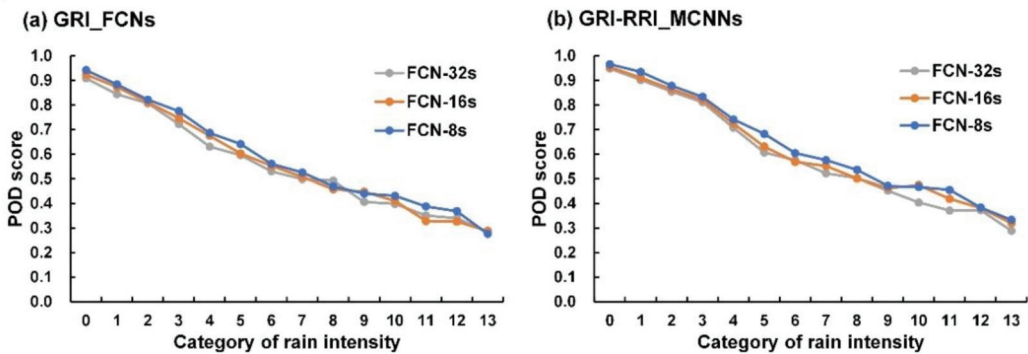 (a) GRI_FCNs
POD score
1.0
0.9
0.8
0.7
0.6
0.5
0.4
0.3
0.2
0.1
0.0
FCN-32s
FCN-16s
FCN-8s
0 1 2 3 4 5 6 7 8 9 10 11 12 13
Category of rain intensity
(b) GRI-RRI_MCNNs
POD score
1.0
0.9
0.8
0.7
0.6
0.5
0.4
0.3
0.2
0.1
0.0
FCN-32s
FCN-16s
FCN-8s
0 1 2 3 4 5 6 7 8 9 10 11 12 13
Category of rain intensity